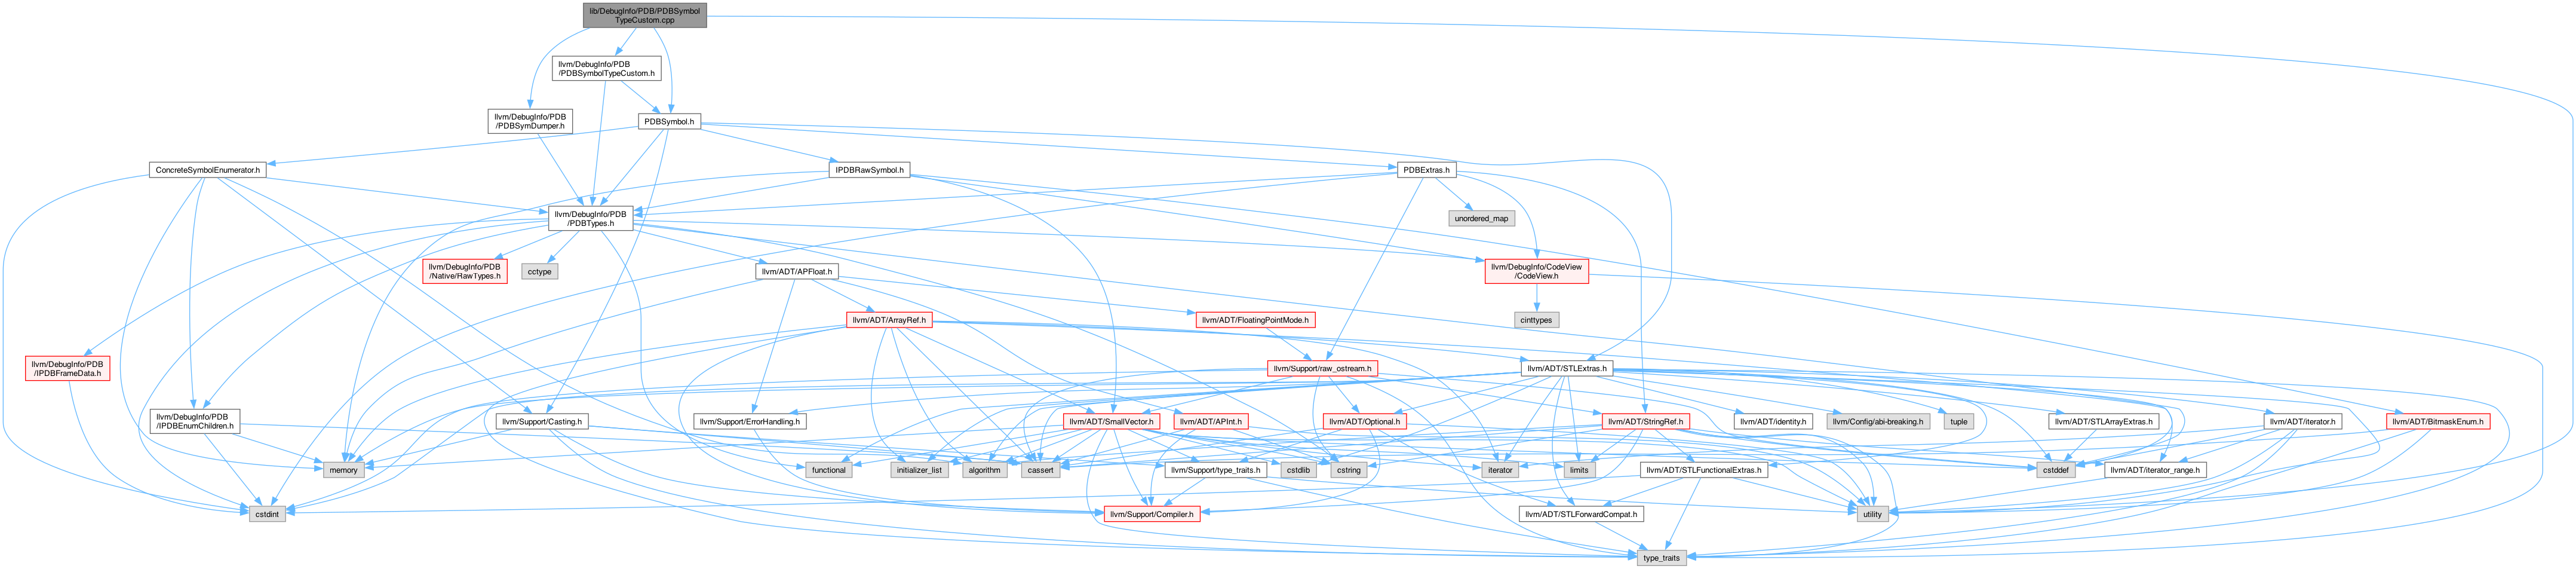 lib/DebugInfo/PDB/PDBSymbol
TypeCustom.cpp
llvm/DebugInfo/PDB
/PDBSymbolTypeCustom.h
llvm/DebugInfo/PDB
/PDBSymDumper.h
PDBSymbol.h
ConcreteSymbolEnumerator.h
IPDBRawSymbol.h
PDBExtras.h
llvm/DebugInfo/PDB
/PDBTypes.h
unordered_map
llvm/DebugInfo/PDB
/Native/RawTypes.h
cctype
llvm/ADT/APFloat.h
llvm/DebugInfo/CodeView
/CodeView.h
llvm/ADT/ArrayRef.h
llvm/ADT/FloatingPointMode.h
cinttypes
llvm/DebugInfo/PDB
/IPDBFrameData.h
llvm/Support/raw_ostream.h
llvm/ADT/STLExtras.h
llvm/DebugInfo/PDB
/IPDBEnumChildren.h
llvm/Support/Casting.h
llvm/Support/ErrorHandling.h
llvm/ADT/SmallVector.h
llvm/ADT/APInt.h
llvm/ADT/Optional.h
llvm/ADT/StringRef.h
llvm/ADT/identity.h
llvm/Config/abi-breaking.h
tuple
llvm/ADT/STLArrayExtras.h
llvm/ADT/iterator.h
llvm/ADT/BitmaskEnum.h
memory
functional
initializer_list
algorithm
cassert
llvm/Support/type_traits.h
cstdlib
cstring
iterator
limits
llvm/ADT/STLFunctionalExtras.h
cstddef
llvm/ADT/iterator_range.h
cstdint
llvm/Support/Compiler.h
llvm/ADT/STLForwardCompat.h
utility
type_traits